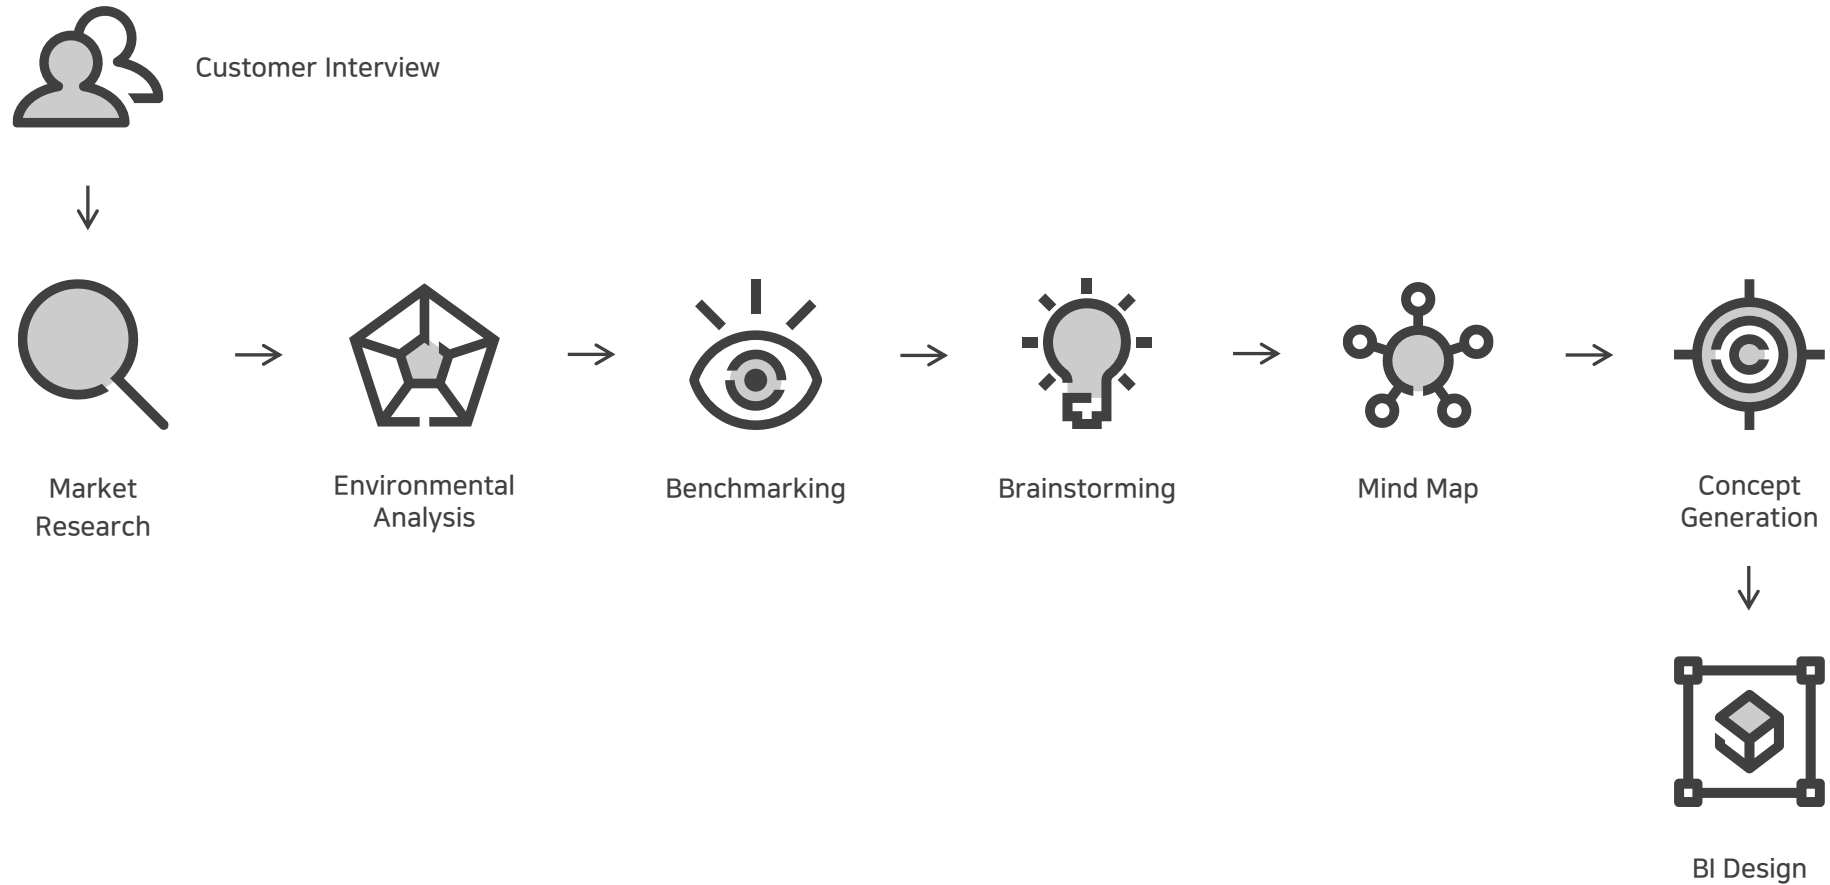 Customer Interview
Market
Research
Environmental
Analysis
Benchmarking
Brainstorming
Mind Map
Concept
Generation
BI Design